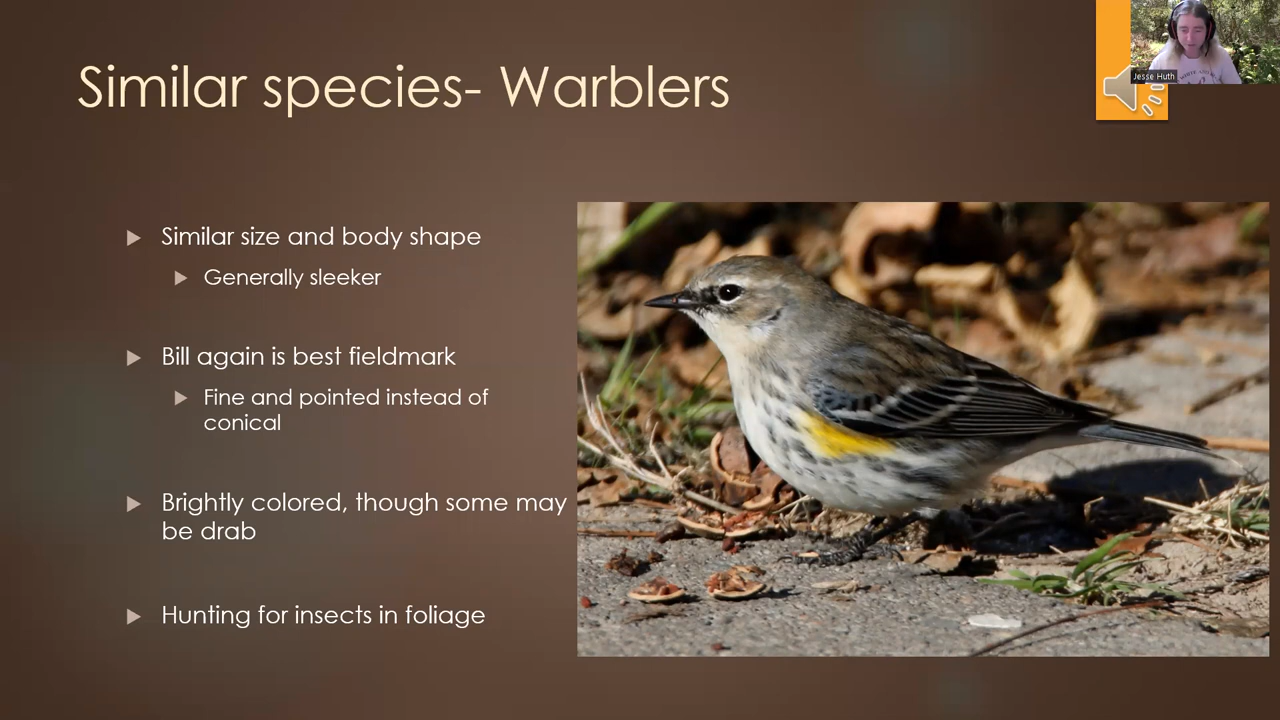 Similar species- Warblers
Jesse Huth
Similar size and body shape
Generally sleeker
Bill again is best fieldmark
Fine and pointed instead of
conical
Brightly colored, though some may
be drab
Hunting for insects in foliage